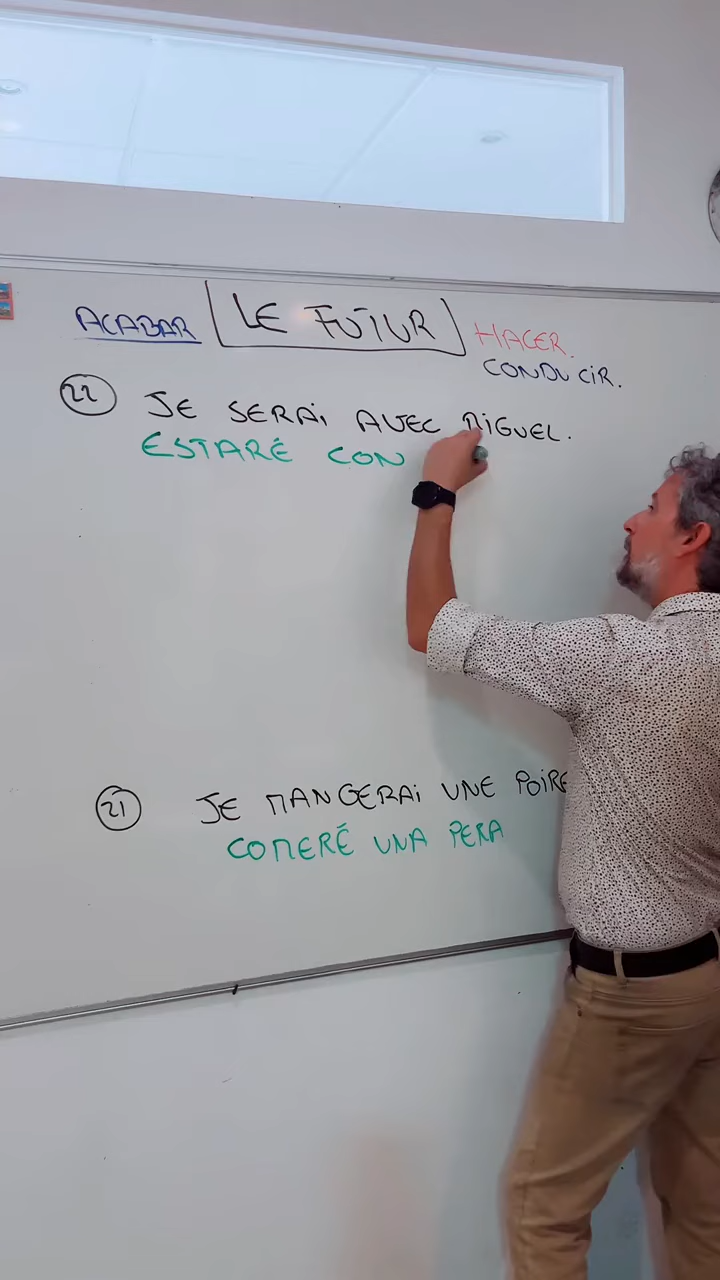 ACABAR
LE FUTUR
HACER.
CONDUCIR.
22 JE SERAi AVEC MiGUEL.
ESTARÉ CON
21 JE MANGERAi UNE POIRE
COMERÉ UNA PERA